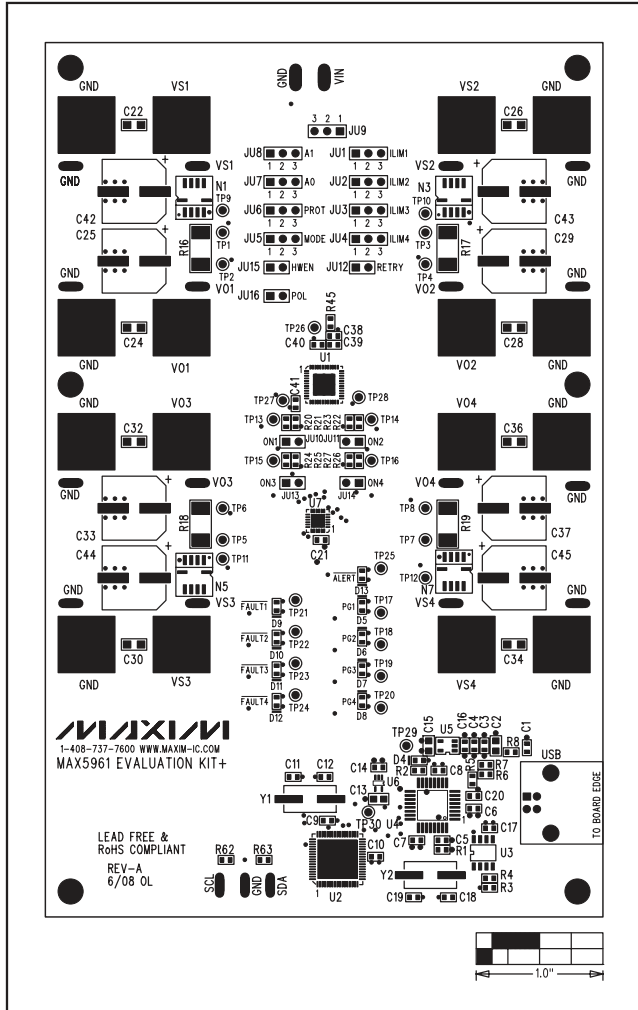 GND VS1 GND VIN VS2 GND
C22 C26
3 2 1
JU9
JU8 A1 JU1 ILIM1
1 2 3 1 2 3
GND VS1 VS2 GND
JU7 A0 JU2 ILIM2
1 2 3 1 2 3
N1 N3
TP9 TP10
JU6 PROT JU3 ILIM3
1 2 3 1 2 3
C42 C43
C25 R16 TP1 TP3 R17 C29
JU5 MODE JU4 ILIM4
1 2 3 1 2 3
TP2 TP4
JU15 HWEN JU12 RETRY
GND VO1 VO2 GND
JU16 POL
R45
TP26 C38
C24 C40 C39 C28
U1
1
GND VO1 VO2 GND
TP27 C41 TP28
GND VO3 VO4 GND
TP13 R20 R21 R23 R22 TP14
C32 C36
ON1 JU10 JU11 ON2
TP15 R24 R25 R27 R26 TP16
GND VO3 VO4 GND
ON3 ON4
JU13 JU14
U7
R18 TP6 TP8 R19
C33 C37
C21
TP5 TP7
C44 C45
TP11 TP25
ALERT
N5 D13 TP12 N7
GND VS3 VS4 GND
FAULT1 TP21 PG1 TP17
D9 D5
FAULT2 TP22 PG2 TP18
D10 D6
C30 C34
FAULT3 TP23 PG3 TP19
D11 D7
GND VS3 VS4 GND
FAULT4 TP24 PG4 TP20
D12 D8
MAXIM
1-408-737-7600 WWW.MAXIM-IC.COM
MAX5961 EVALUATION KIT+
TP29 C15 U5 C16 C4 C3 C2 R8 C1
USB
D4 R2 C8 R5 R7 R6
C11 C12 C14 U6
Y1 C13 C20
TO BOARD EDGE
TP30 U4 1 C6
C9 C17
LEAD FREE &
RoHS COMPLIANT
C7 C5 R1 U3
R62 R63 C10
REV-A
6/08 OL
SCL GND SDA
Y2 R4 R3
1 U2 C19 C18
1.0"